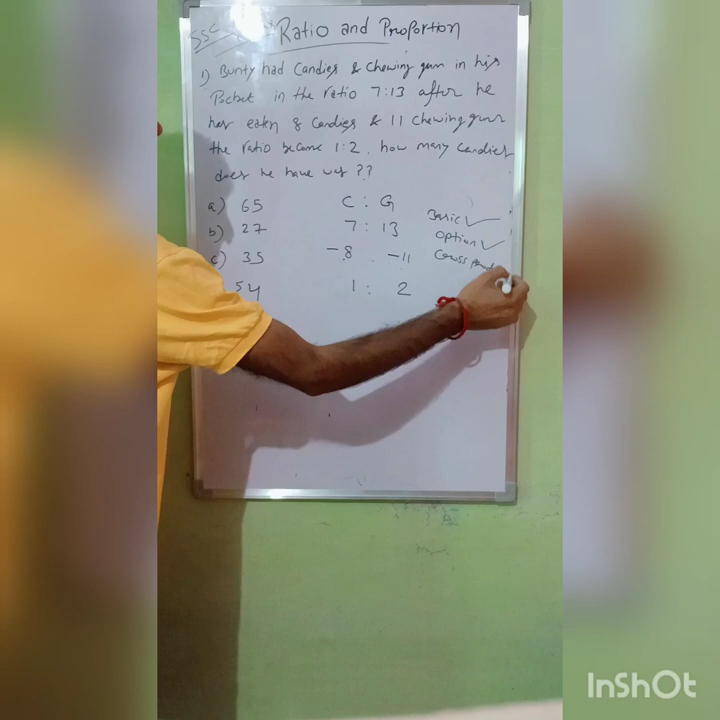 SSC Ratio and Proportion
1) Bunty had Candies & Chewing gum in his
Pocket in the ratio 7:13 after he
has eaten 8 Candies & 11 Chewing gum
the ratio became 1:2. how many Candies
does he have ??
a) 65
b) 27
c) 35
54
C : G
7 : 13
-8 -11
1 : 2
Basic ✓
Option ✓
Cross
InShOt